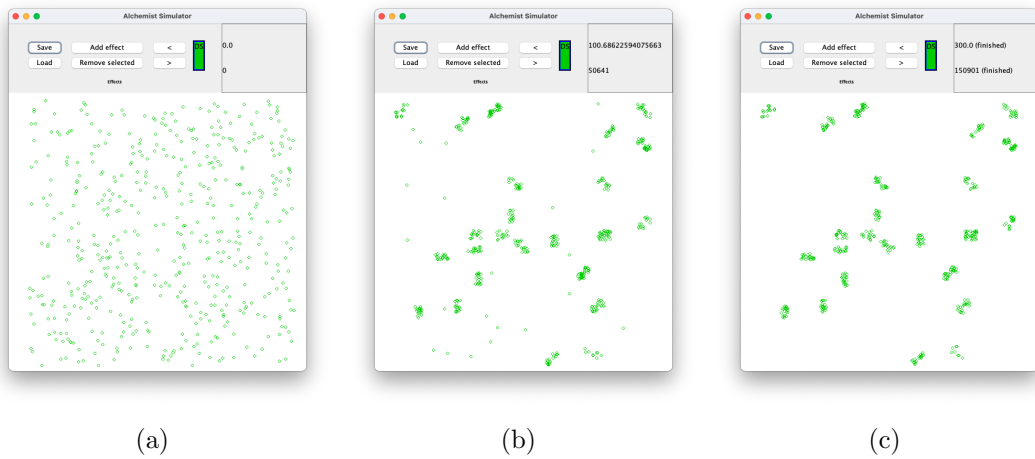 Alchemist Simulator
Save Add effect < DS 0.0
Load Remove selected > 0
Effects
Alchemist Simulator
Save Add effect < DS 100.68622594075663
Load Remove selected > 50641
Effects
Alchemist Simulator
Save Add effect < DS 300.0 (finished)
Load Remove selected > 150901 (finished)
Effects
(a) (b) (c)